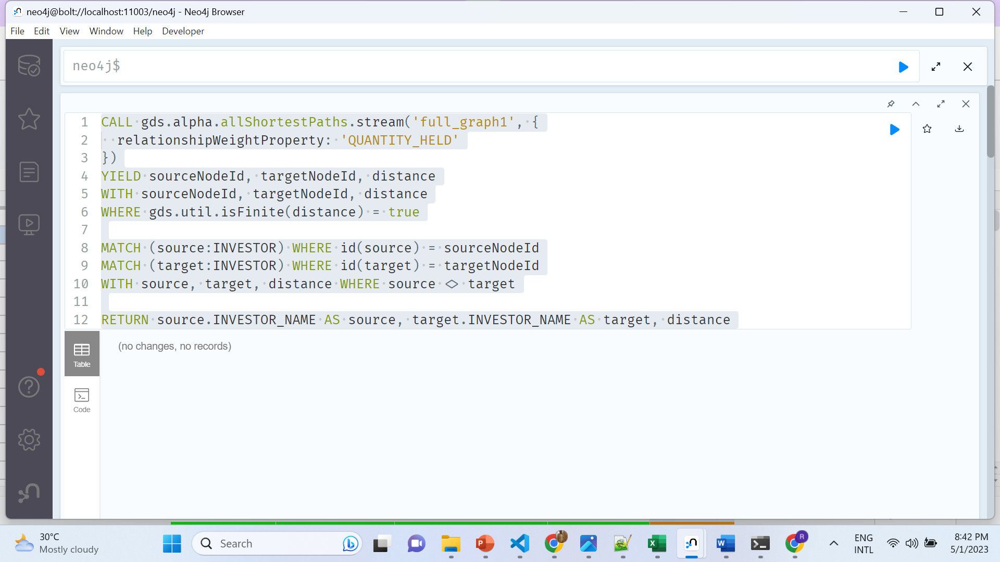 neo4j@bolt://localhost:11003/neo4j - Neo4j Browser
File Edit View Window Help Developer
neo4j$
1 CALL gds.alpha.allShortestPaths.stream('full_graph1', {
2 relationshipWeightProperty: 'QUANTITY_HELD'
3 })
4 YIELD sourceNodeId, targetNodeId, distance
5 WITH sourceNodeId, targetNodeId, distance
6 WHERE gds.util.isFinite(distance) = true
7
8 MATCH (source:INVESTOR) WHERE id(source) = sourceNodeId
9 MATCH (target:INVESTOR) WHERE id(target) = targetNodeId
10 WITH source, target, distance WHERE source <> target
11
12 RETURN source.INVESTOR_NAME AS source, target.INVESTOR_NAME AS target, distance
(no changes, no records)
Table
Code
30°C
Mostly cloudy
Search
P
X
W
R
ENG
INTL
8:42 PM
5/1/2023